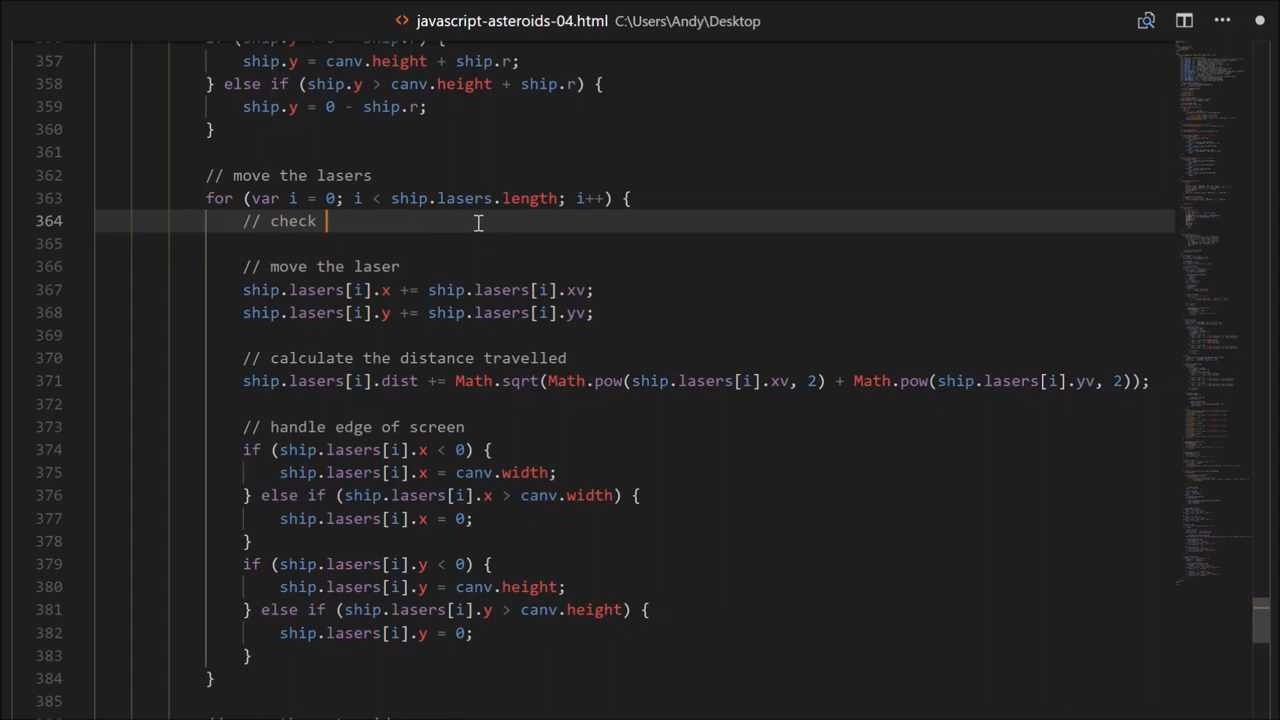 javascript-asteroids-04.html C:\Users\Andy\Desktop
357 ship.y = canv.height + ship.r;
358 } else if (ship.y > canv.height + ship.r) {
359 ship.y = 0 - ship.r;
360 }
361
362 // move the lasers
363 for (var i = 0; i < ship.lasers.length; i++) {
364 // check
365
366 // move the laser
367 ship.lasers[i].x += ship.lasers[i].xv;
368 ship.lasers[i].y += ship.lasers[i].yv;
369
370 // calculate the distance travelled
371 ship.lasers[i].dist += Math.sqrt(Math.pow(ship.lasers[i].xv, 2) + Math.pow(ship.lasers[i].yv, 2));
372
373 // handle edge of screen
374 if (ship.lasers[i].x < 0) {
375 ship.lasers[i].x = canv.width;
376 } else if (ship.lasers[i].x > canv.width) {
377 ship.lasers[i].x = 0;
378 }
379 if (ship.lasers[i].y < 0) {
380 ship.lasers[i].y = canv.height;
381 } else if (ship.lasers[i].y > canv.height) {
382 ship.lasers[i].y = 0;
383 }
384 }
385